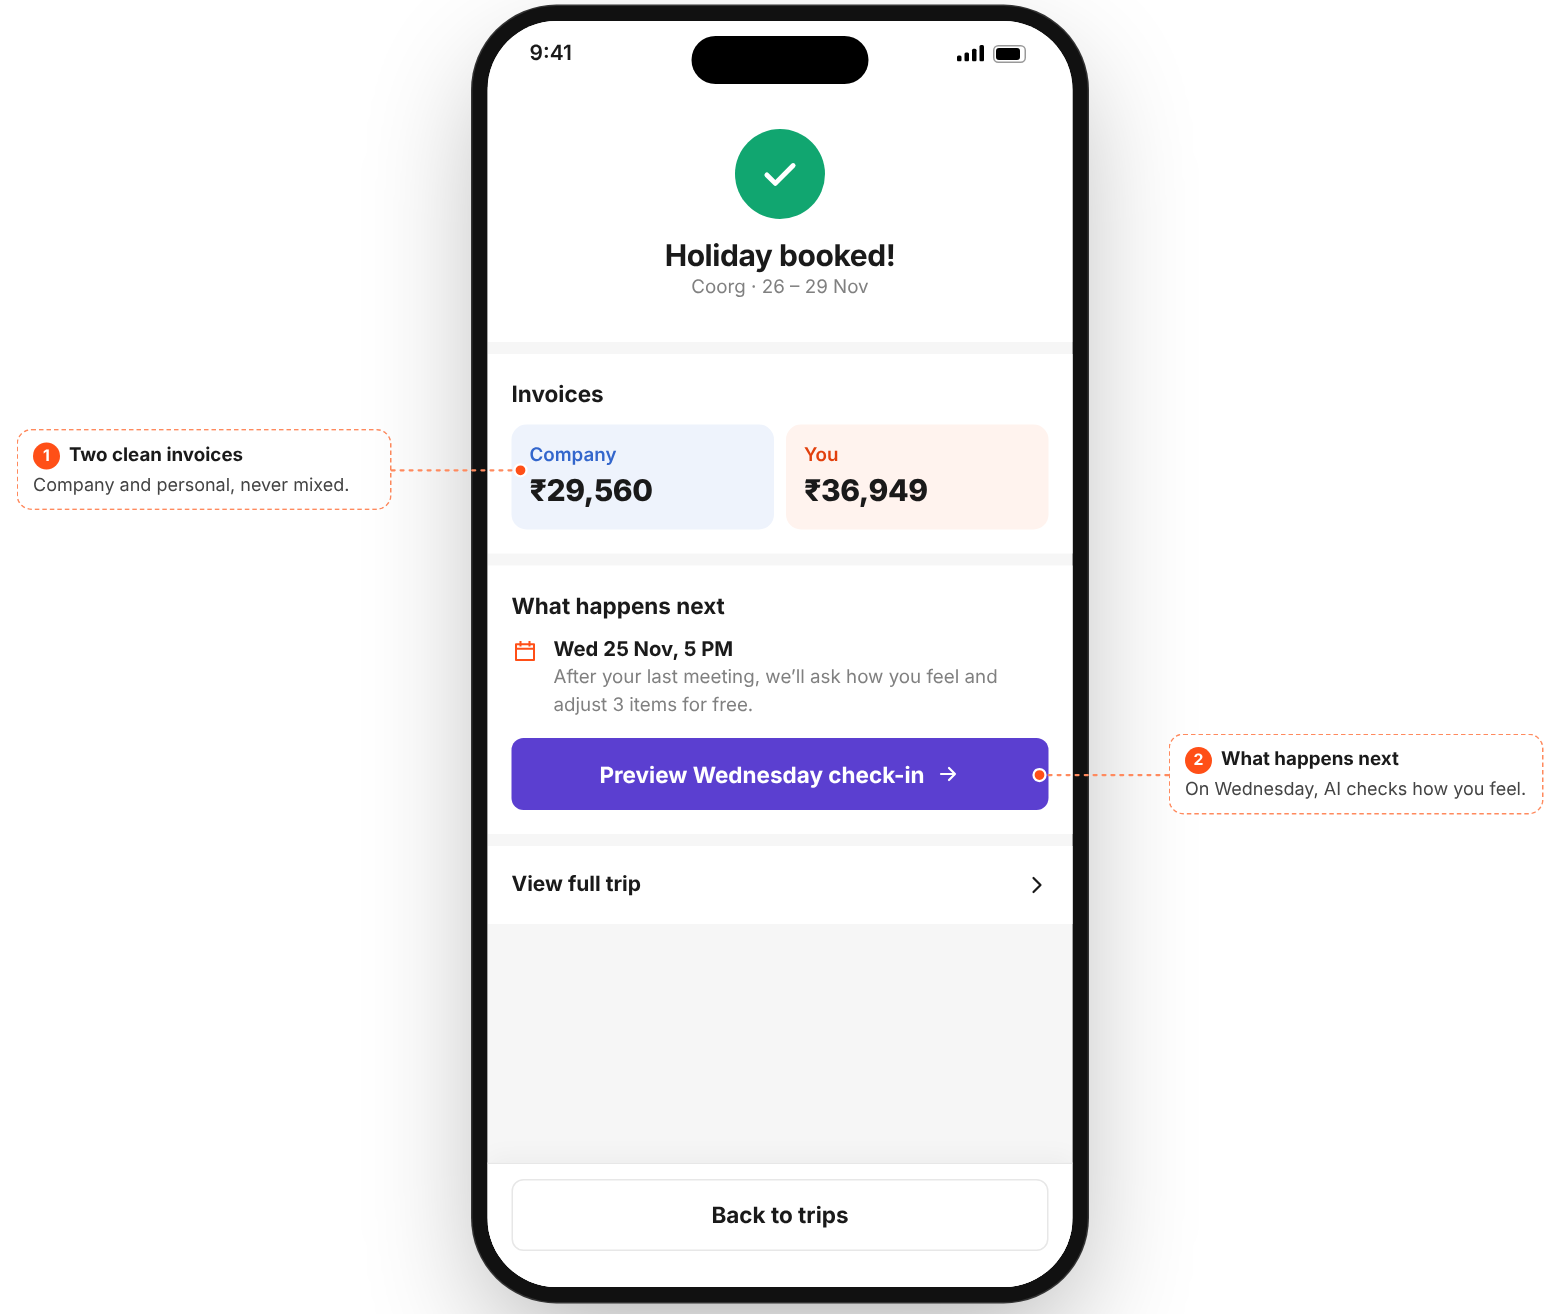 9:41
Holiday booked!
Coorg · 26 – 29 Nov
Invoices
Company
₹29,560
You
₹36,949
1 Two clean invoices
Company and personal, never mixed.
What happens next
Wed 25 Nov, 5 PM
After your last meeting, we’ll ask how you feel and
adjust 3 items for free.
Preview Wednesday check-in →
2 What happens next
On Wednesday, AI checks how you feel.
View full trip
Back to trips